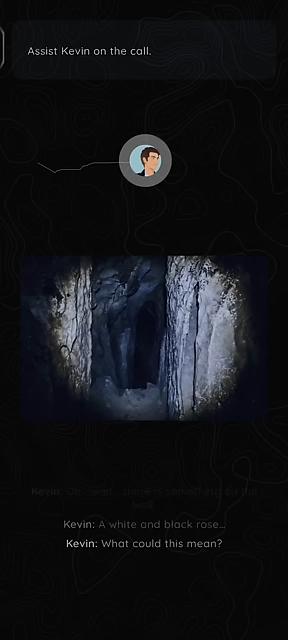 Assist Kevin on the call.
Kevin: A white and black rose...
Kevin: What could this mean?